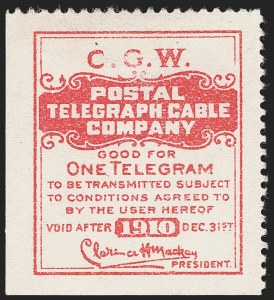 C. G. W.
POSTAL
TELEGRAPH CABLE
COMPANY
GOOD FOR
ONE TELEGRAM
TO BE TRANSMITTED SUBJECT
TO CONDITIONS AGREED TO
BY THE USER HEREOF
VOID AFTER 1910 DEC. 31ST
Clarence H Mackay
PRESIDENT.